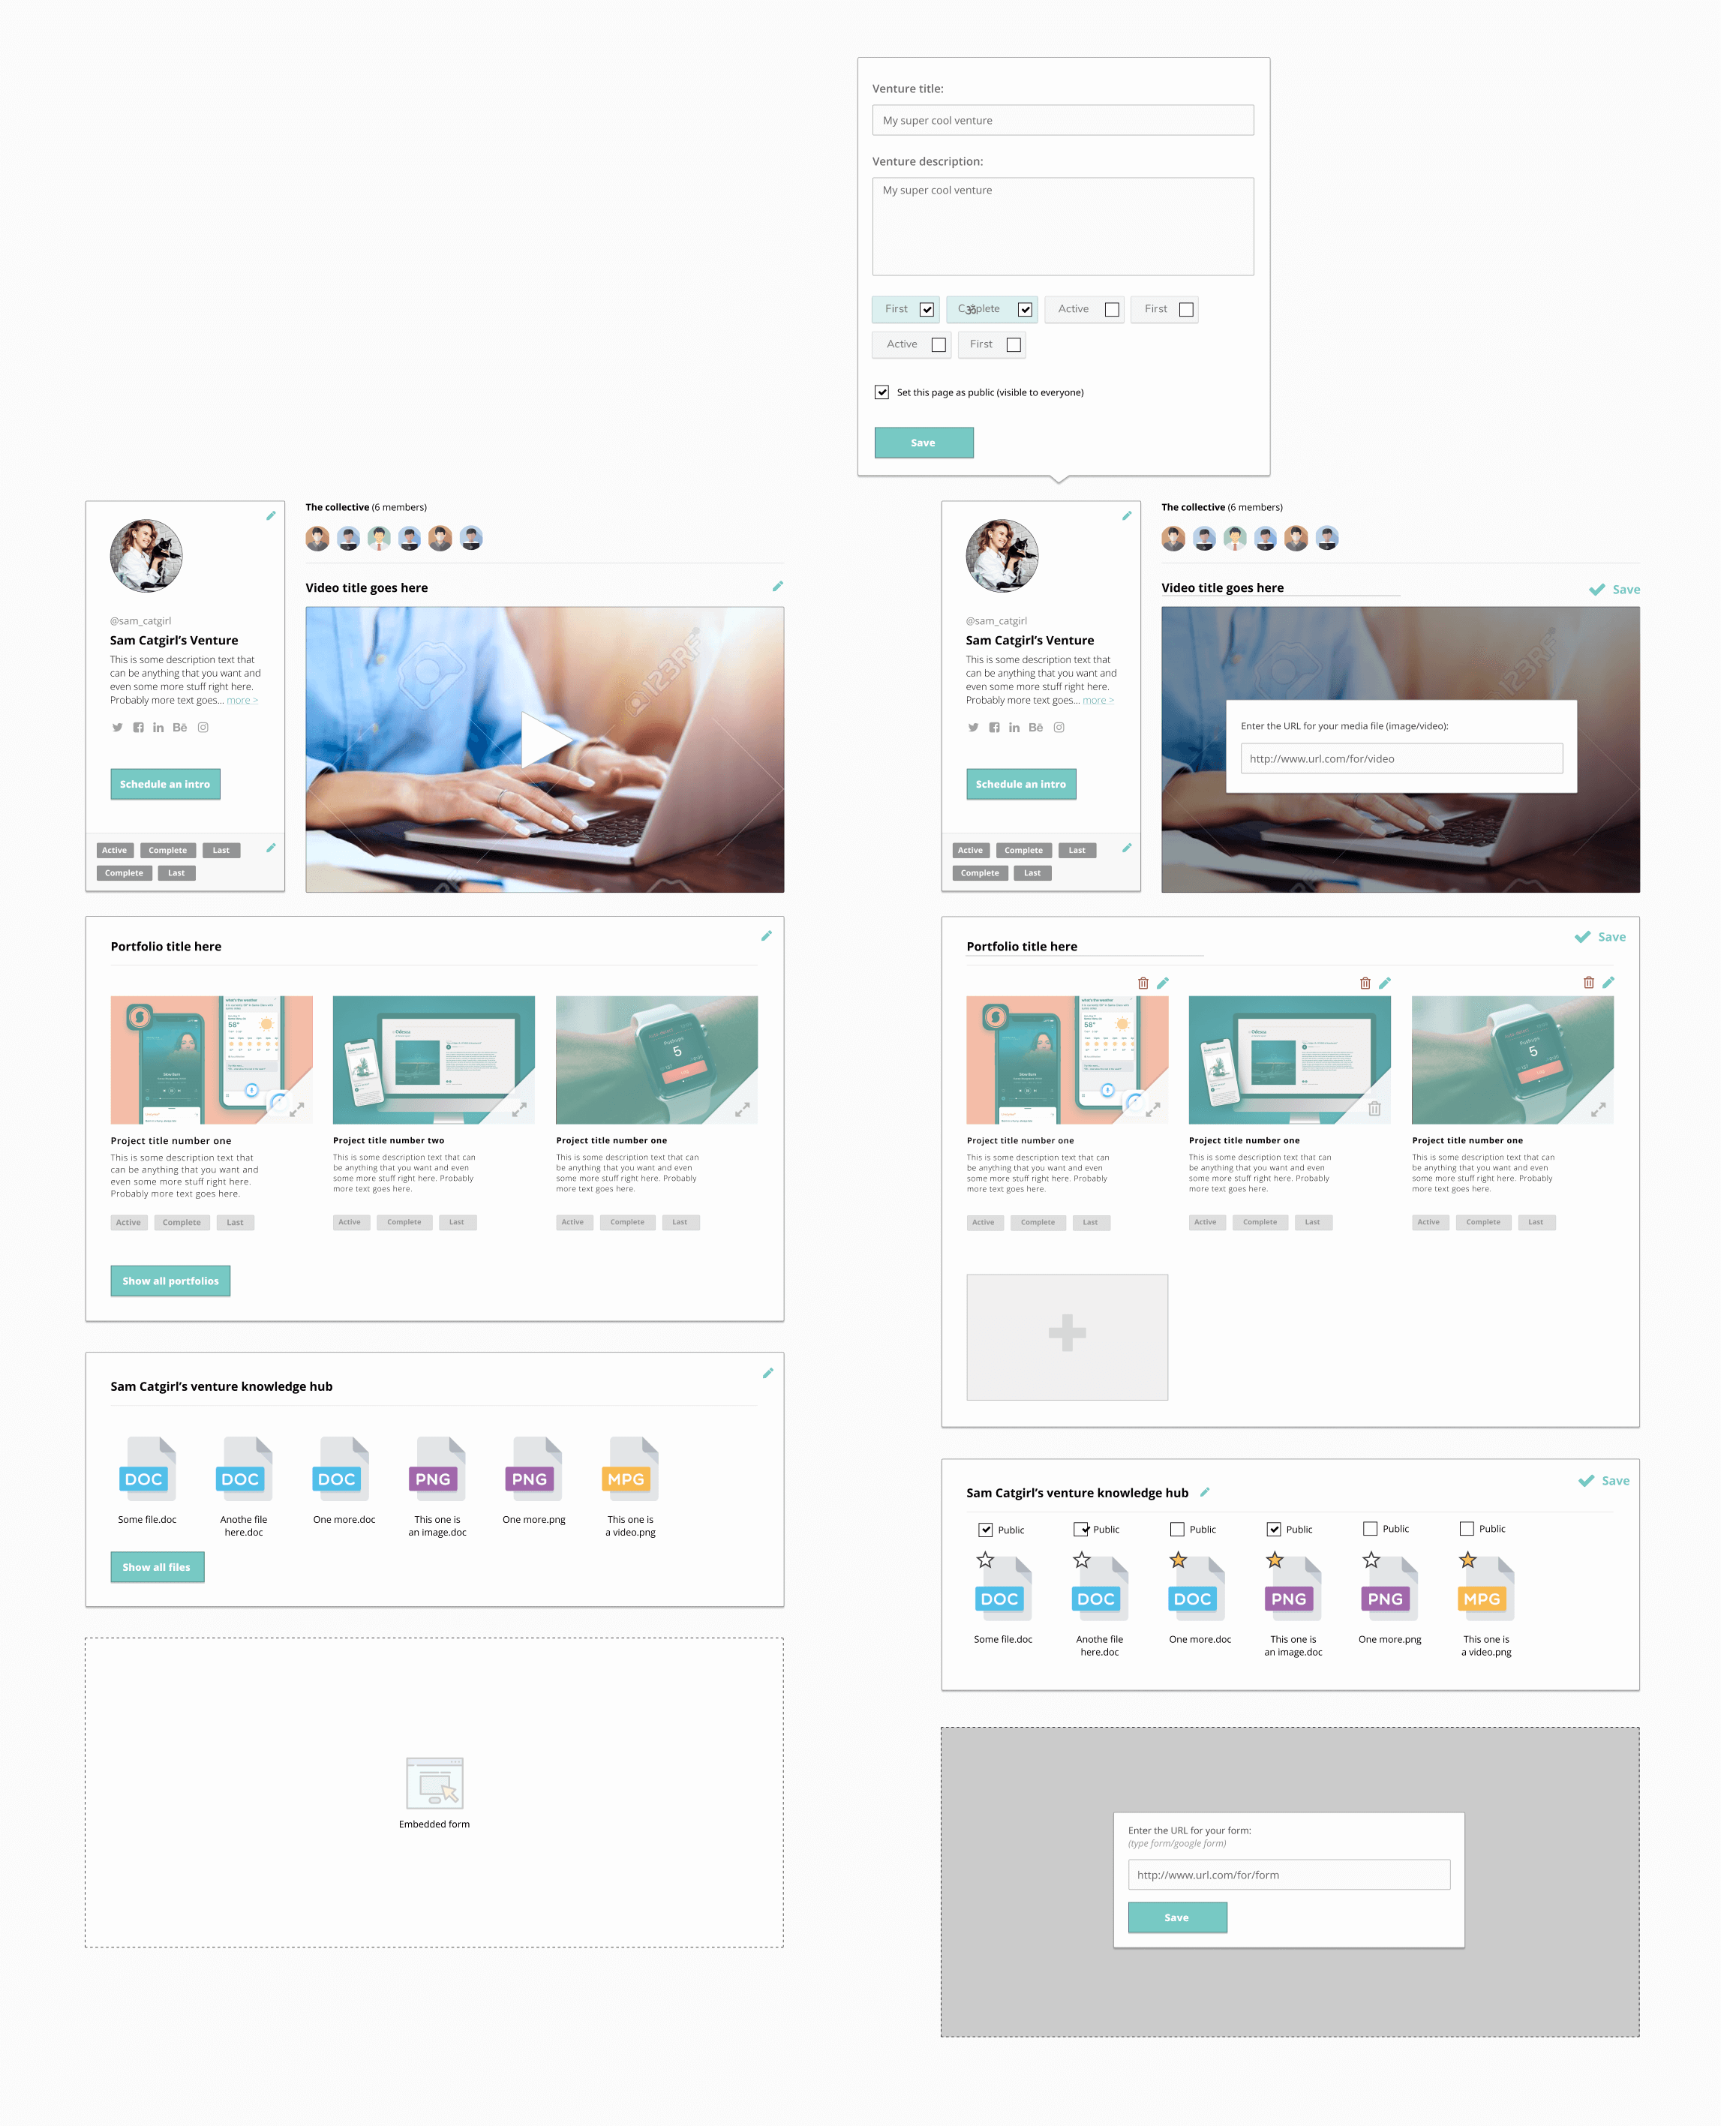 Venture title:
My super cool venture
Venture description:
My super cool venture
First
Complete
Active
First
Active
First
Set this page as public (visible to everyone)
Save
@sam_catgirl
Sam Catgirl's Venture
This is some description text that
can be anything that you want and
even some more stuff right here.
Probably more text goes... more >
Schedule an intro
Active Complete Last
Complete Last
The collective (6 members)
Video title goes here
123RF
Portfolio title here
Project title number one
This is some description text that
can be anything that you want and
even some more stuff right here.
Probably more text goes here.
Active Complete Last
Project title number two
This is some description text that can
be anything that you want and even
some more stuff right here. Probably
more text goes here.
Active Complete Last
Project title number one
This is some description text that can
be anything that you want and even
some more stuff right here. Probably
more text goes here.
Active Complete Last
Show all portfolios
Sam Catgirl's venture knowledge hub
DOC DOC DOC PNG PNG MPG
Some file.doc
Anothe file
here.doc
One more.doc
This one is
an image.doc
One more.png
This one is
a video.png
Show all files
Embedded form
@sam_catgirl
Sam Catgirl's Venture
This is some description text that
can be anything that you want and
even some more stuff right here.
Probably more text goes... more >
Schedule an intro
Active Complete Last
Complete Last
The collective (6 members)
Video title goes here
Save
Enter the URL for your media file (image/video):
http://www.url.com/for/video
Portfolio title here
Save
Project title number one
This is some description text that can
be anything that you want and even
some more stuff right here. Probably
more text goes here.
Active Complete Last
Project title number one
This is some description text that can
be anything that you want and even
some more stuff right here. Probably
more text goes here.
Active Complete Last
Project title number one
This is some description text that can
be anything that you want and even
some more stuff right here. Probably
more text goes here.
Active Complete Last
Sam Catgirl's venture knowledge hub
Save
Public Public Public Public Public Public
DOC DOC DOC PNG PNG MPG
Some file.doc
Anothe file
here.doc
One more.doc
This one is
an image.doc
One more.png
This one is
a video.png
Enter the URL for your form:
(type form/google form)
http://www.url.com/for/form
Save